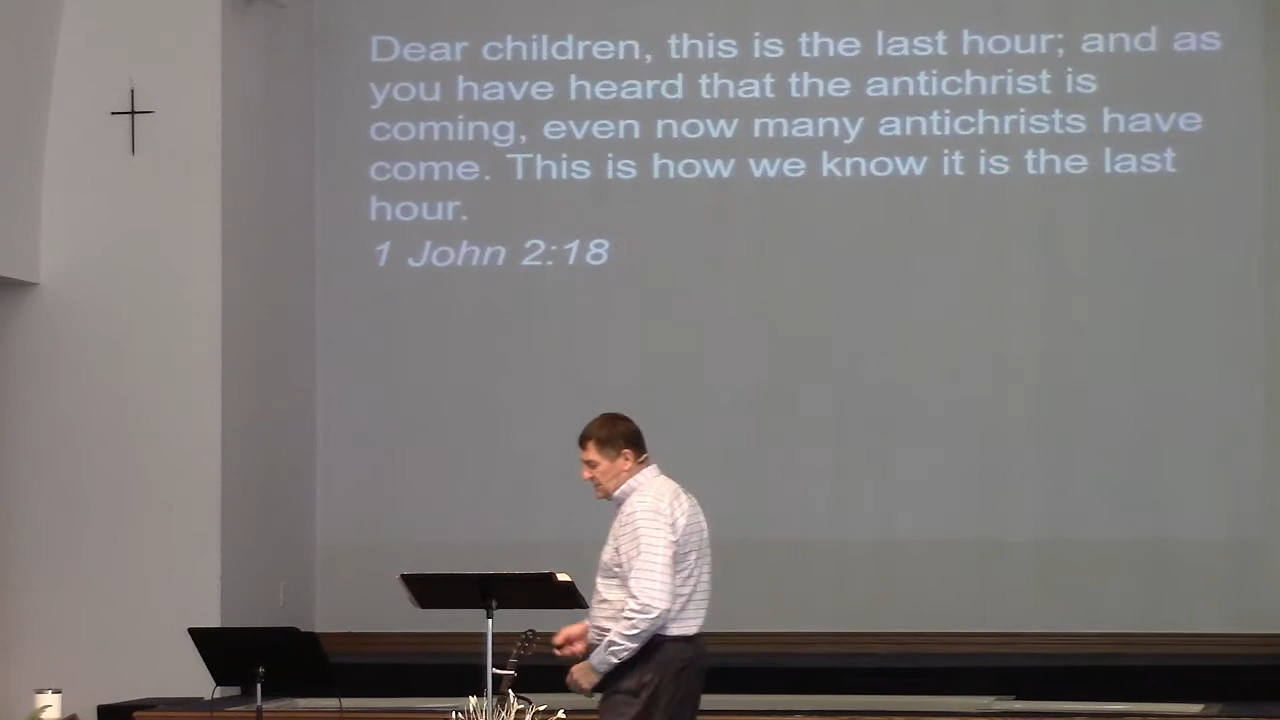 Dear children, this is the last hour; and as
you have heard that the antichrist is
coming, even now many antichrists have
come. This is how we know it is the last
hour.
1 John 2:18